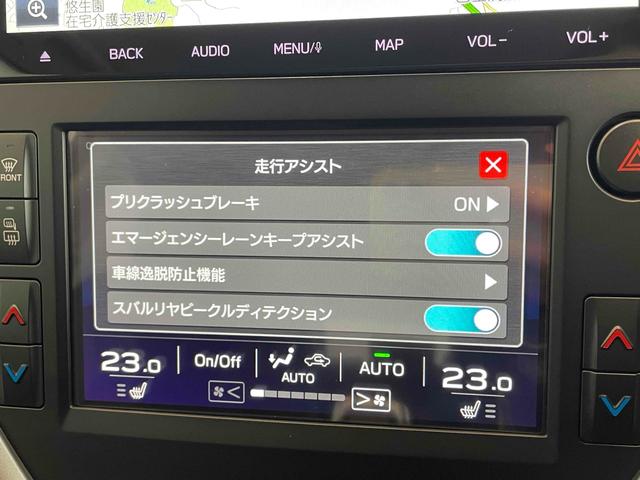 悠生園
在宅介護支援センター
BACK AUDIO MENU/ MAP VOL- VOL+
走行アシスト
プリクラッシュブレーキ ON
エマージェンシーレーンキープアシスト
車線逸脱防止機能
スバルリヤビークルディテクション
FRONT
23.0 On/Off AUTO AUTO 23.0